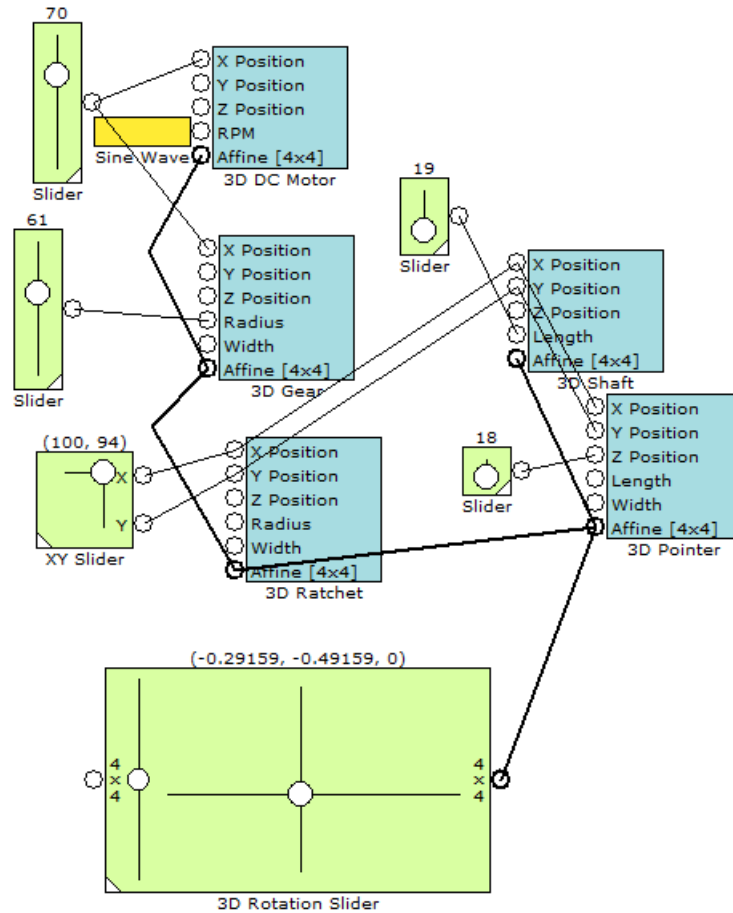 70
X Position
Y Position
Z Position
RPM
Affine [4x4]
3D DC Motor
Sine Wave
Slider
61
X Position
Y Position
Z Position
Radius
Width
Affine [4x4]
3D Gear
Slider
19
Slider
X Position
Y Position
Z Position
Length
Affine [4x4]
3D Shaft
(100, 94)
X
Y
XY Slider
X Position
Y Position
Z Position
Radius
Width
Affine [4x4]
3D Ratchet
18
Slider
X Position
Y Position
Z Position
Length
Width
Affine [4x4]
3D Pointer
(-0.29159, -0.49159, 0)
4
x
4
4
x
4
3D Rotation Slider